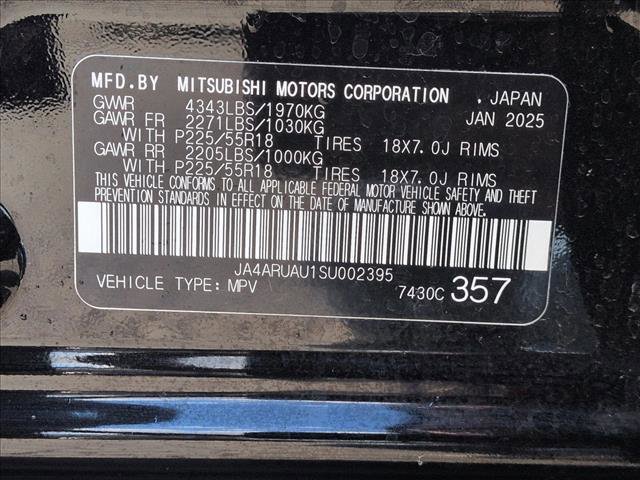 MFD.BY MITSUBISHI MOTORS CORPORATION , JAPAN
GWWR 4343LBS/1970KG JAN 2025
GAWR FR 2271LBS/1030KG
WITH P225/55R18 TIRES 18X7.0J RIMS
GAWR RR 2205LBS/1000KG
WITH P225/55R18 TIRES 18X7.0J RIMS
THIS VEHICLE CONFORMS TO ALL APPLICABLE FEDERAL MOTOR VEHICLE SAFETY AND THEFT
PREVENTION STANDARDS IN EFFECT ON THE DATE OF MANUFACTURE SHOWN ABOVE.
JA4ARUAU1SU002395
VEHICLE TYPE: MPV 7430C 357